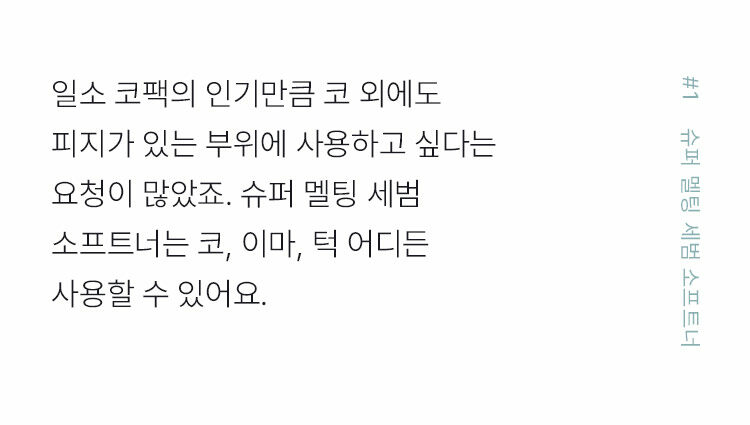 일소 코팩의 인기만큼 코 외에도
피지가 있는 부위에 사용하고 싶다는
요청이 많았죠. 슈퍼 멜팅 세범
소프트너는 코, 이마, 턱 어디든
사용할 수 있어요.
#1 슈퍼 멜팅 세범 소프트너